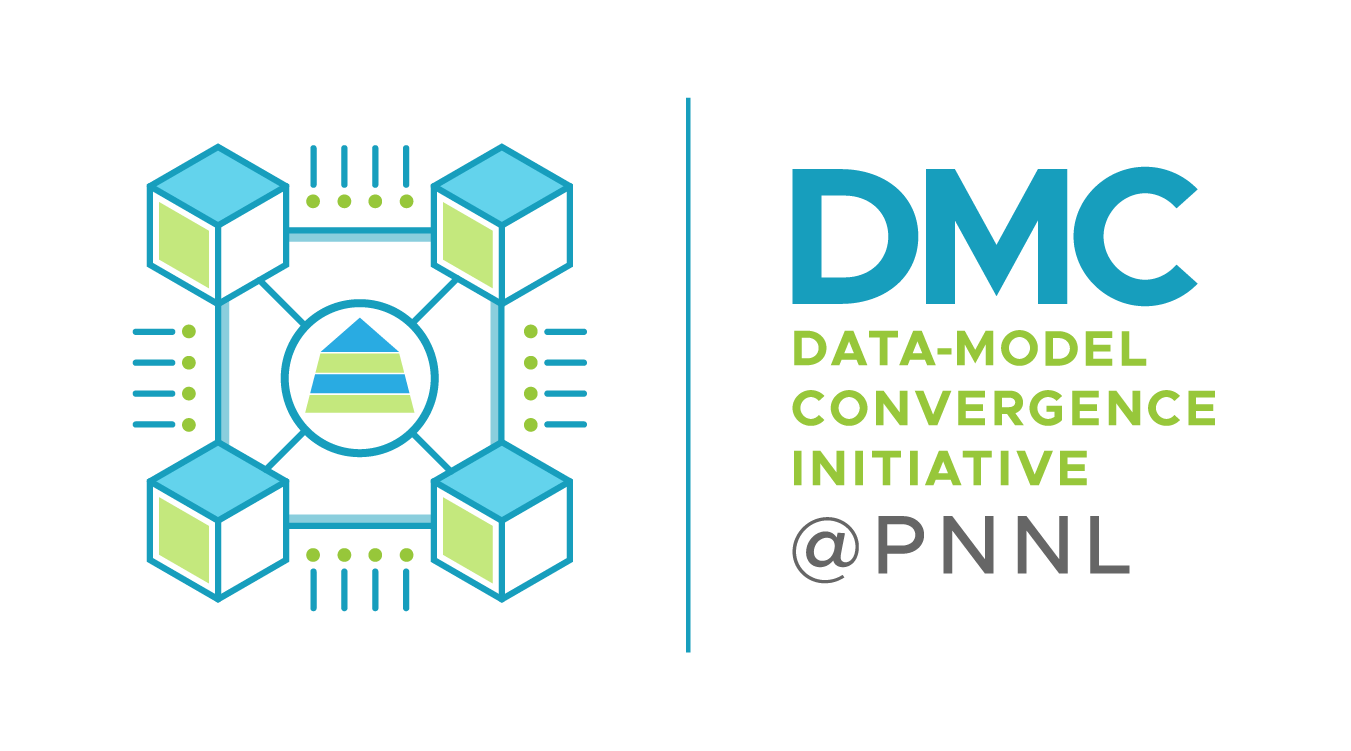 DMC
DATA-MODEL
CONVERGENCE
INITIATIVE
@PNNL